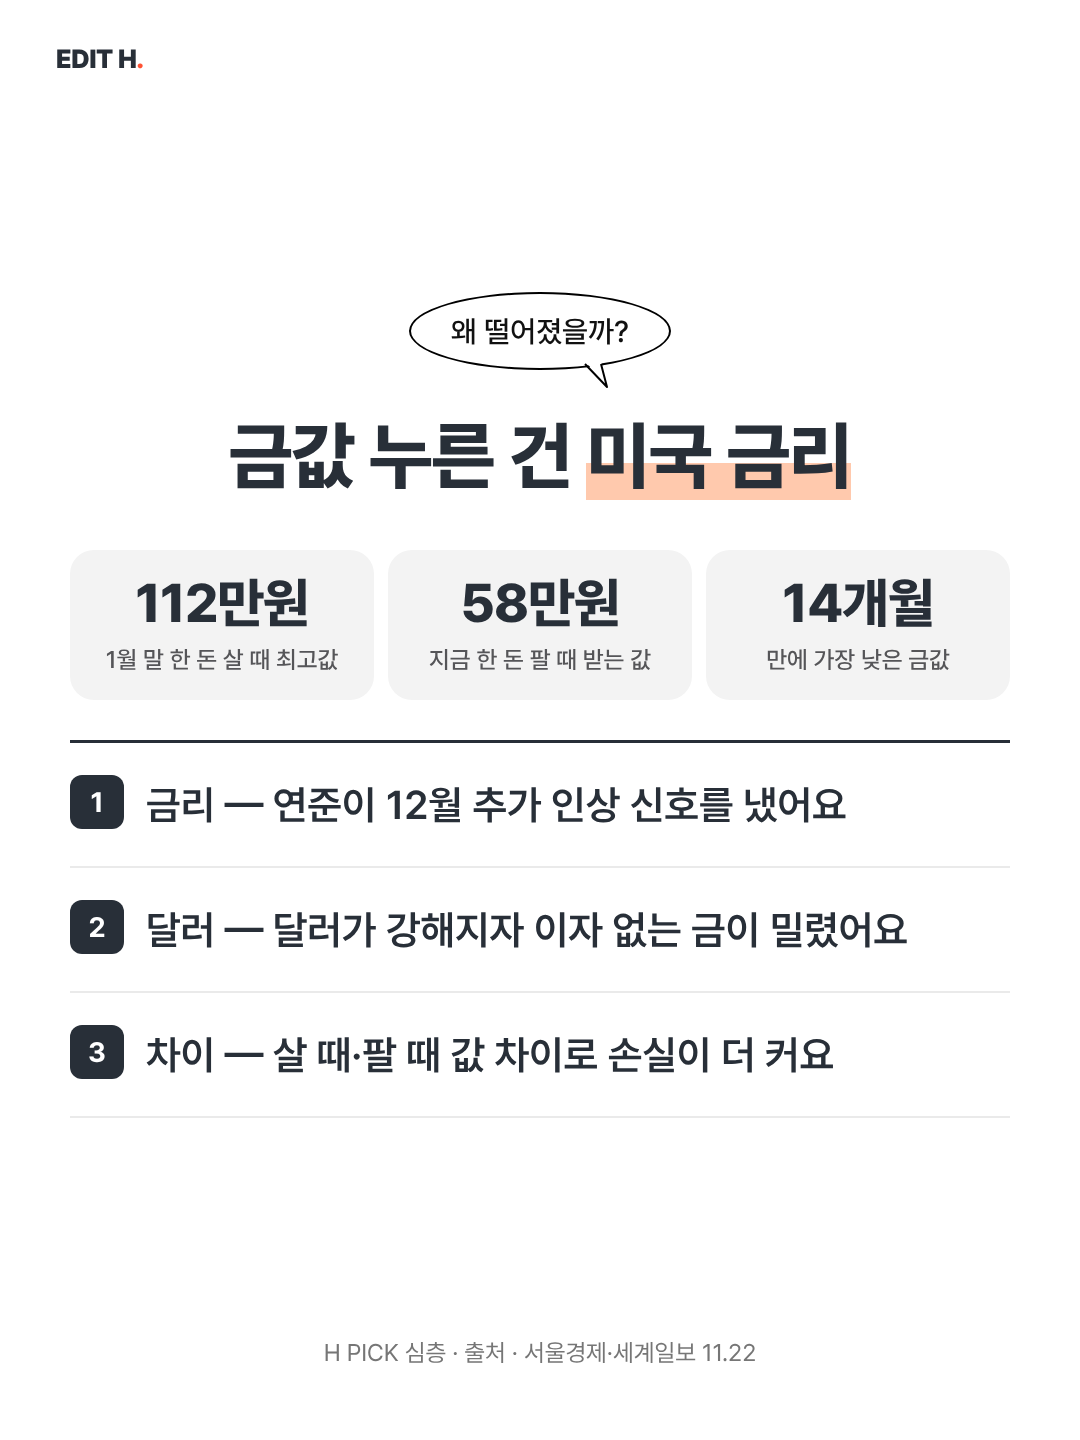 EDIT H.
왜 떨어졌을까?
금값 누른 건 미국 금리
112만원
1월 말 한 돈 살 때 최고값
58만원
지금 한 돈 팔 때 받는 값
14개월
만에 가장 낮은 금값
1 금리 — 연준이 12월 추가 인상 신호를 냈어요
2 달러 — 달러가 강해지자 이자 없는 금이 밀렸어요
3 차이 — 살 때·팔 때 값 차이로 손실이 더 커요
H PICK 심층 · 출처 · 서울경제·세계일보 11.22